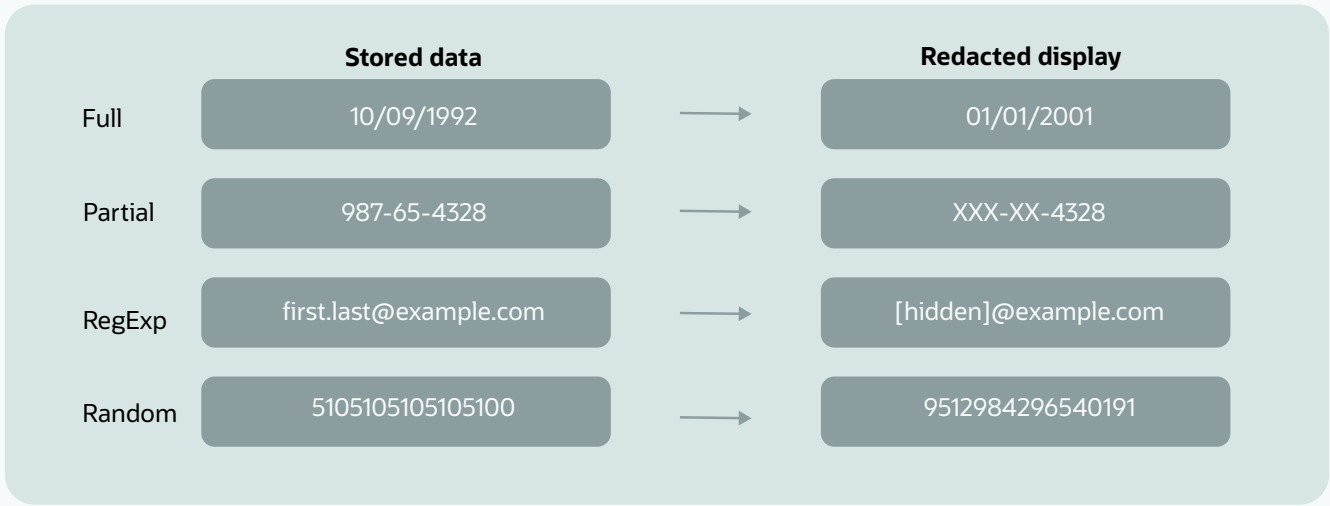 Stored data Redacted display
Full 10/09/1992 01/01/2001
Partial 987-65-4328 XXX-XX-4328
RegExp first.last@example.com [hidden]@example.com
Random 5105105105105100 9512984296540191